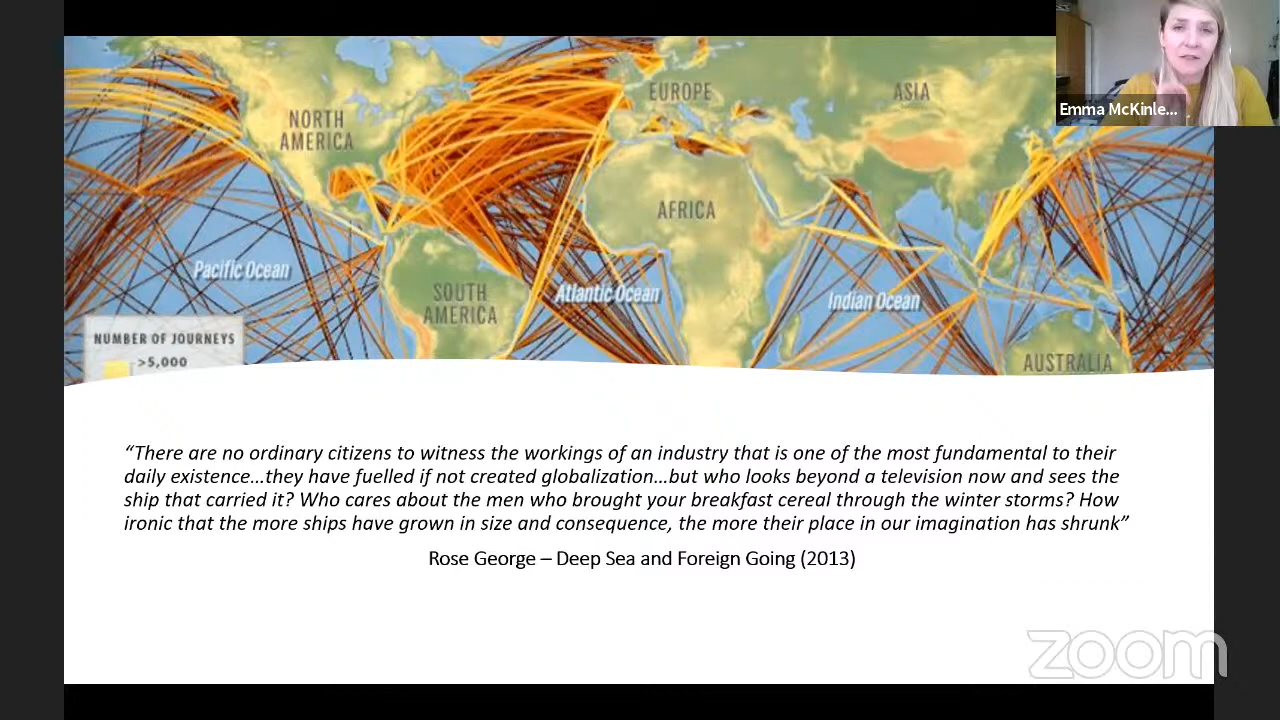 NORTH
AMERICA
EUROPE
ASIA
Emma McKinle...
AFRICA
Pacific Ocean
SOUTH
AMERICA
Atlantic Ocean
Indian Ocean
NUMBER OF JOURNEYS
>5,000
AUSTRALIA
“There are no ordinary citizens to witness the workings of an industry that is one of the most fundamental to their
daily existence…they have fuelled if not created globalization…but who looks beyond a television now and sees the
ship that carried it? Who cares about the men who brought your breakfast cereal through the winter storms? How
ironic that the more ships have grown in size and consequence, the more their place in our imagination has shrunk”
Rose George – Deep Sea and Foreign Going (2013)
zoom